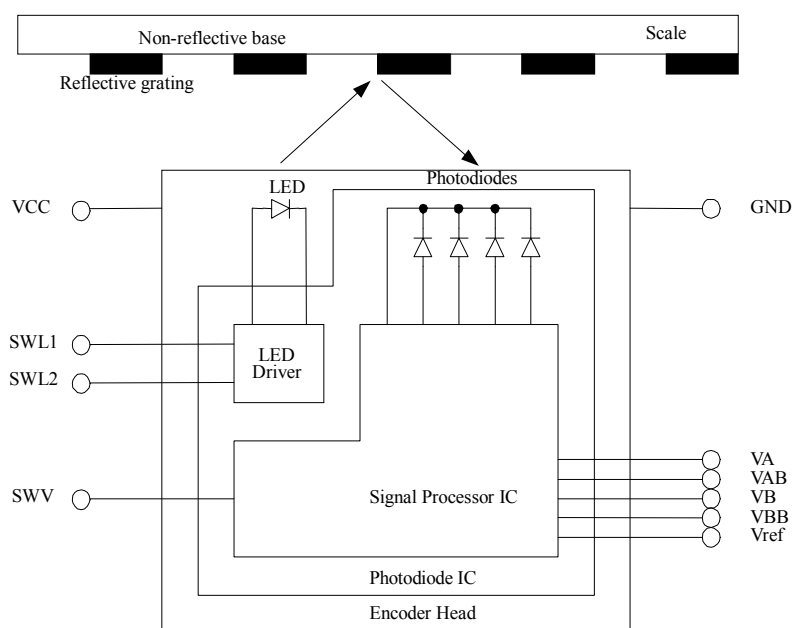 Non-reflective base
Scale
Reflective grating
Photodiodes
LED
VCC
GND
SWL1
LED
Driver
SWL2
VA
VAB
SWV
Signal Processor IC
VB
VBB
Vref
Photodiode IC
Encoder Head